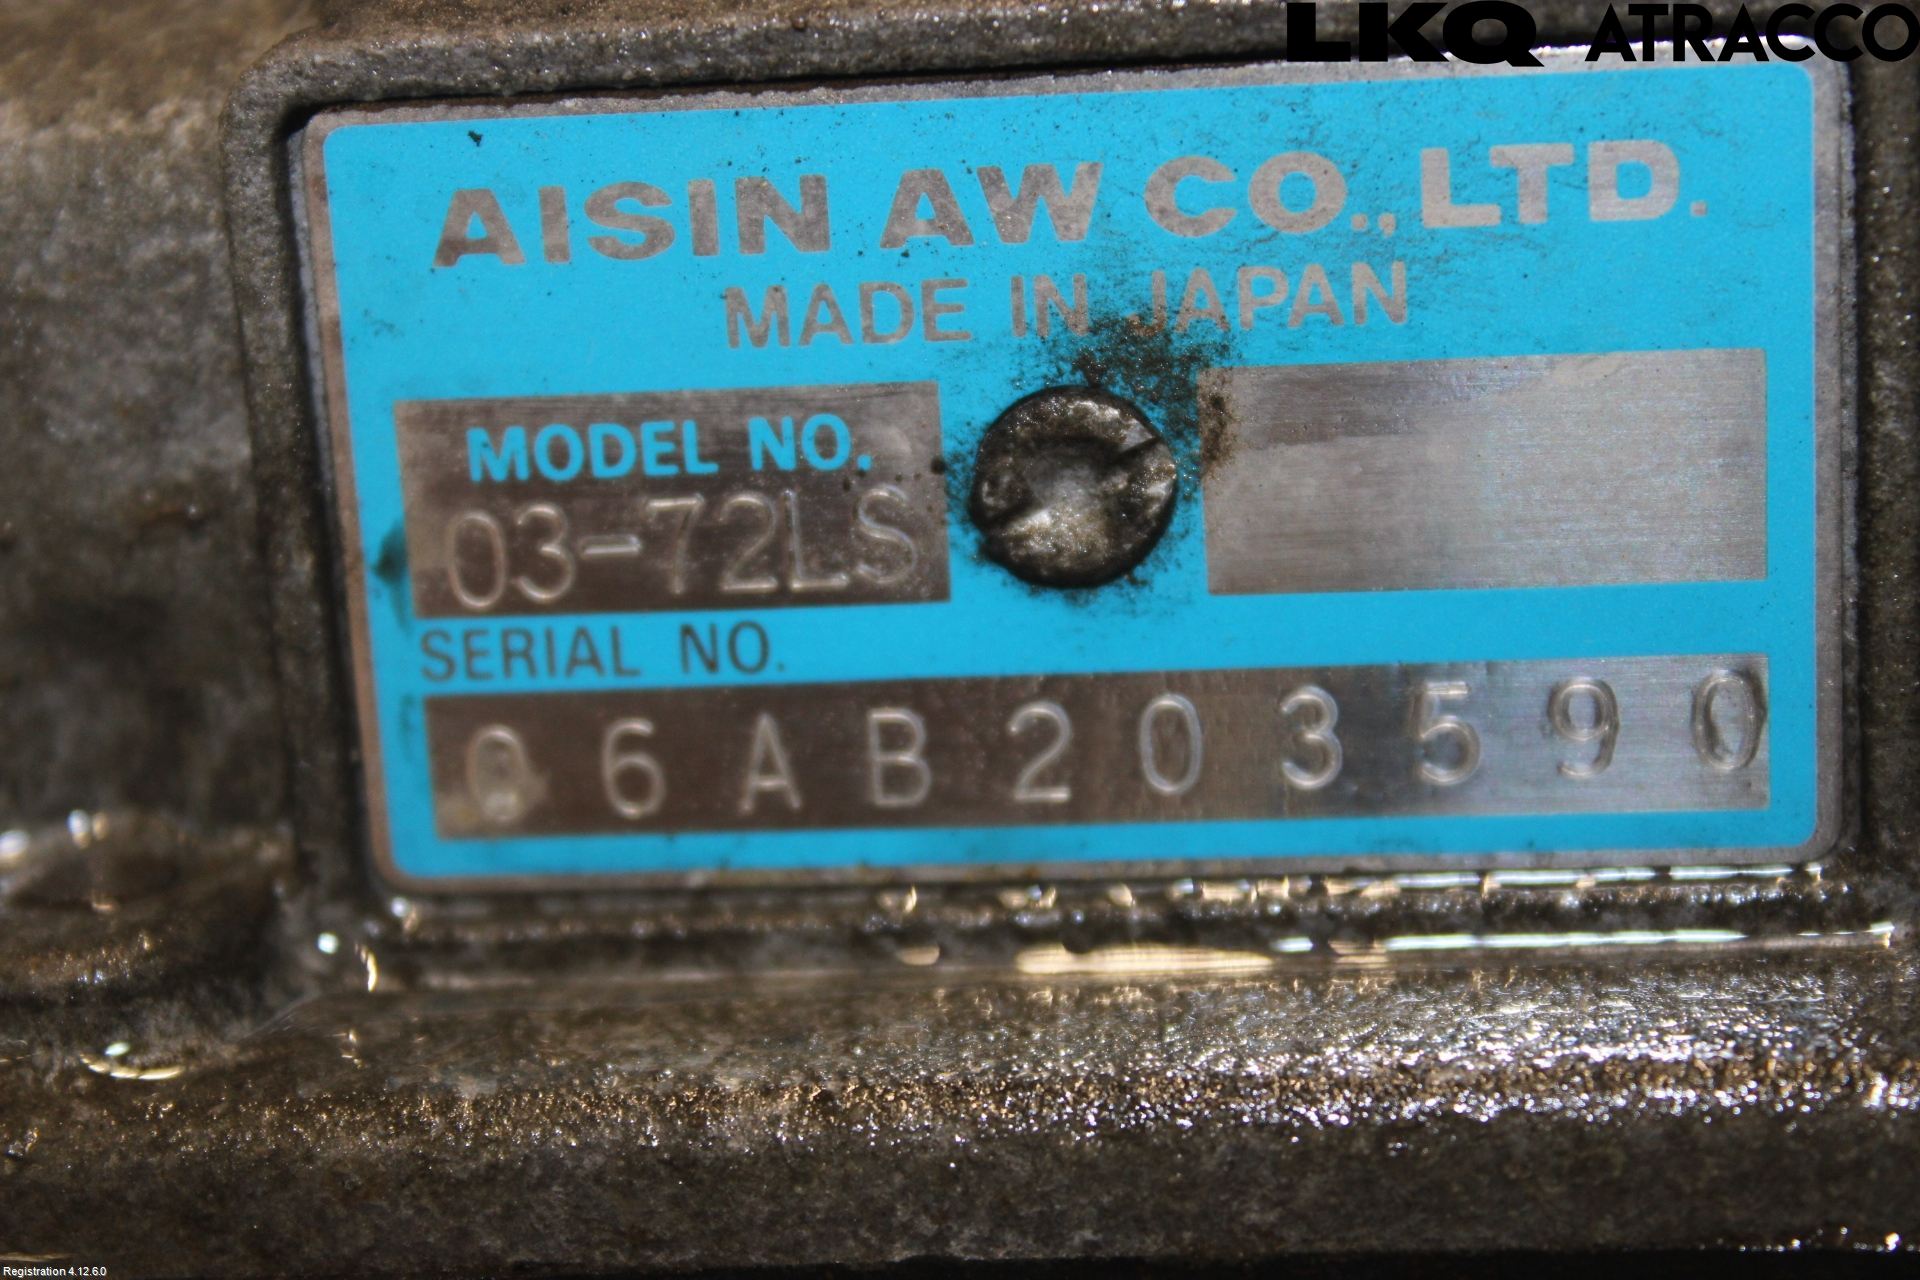 LKQ ATRACCO
AISIN AW CO., LTD.
MADE IN JAPAN
MODEL NO.
03-72LS
SERIAL NO.
06AB203590
Registration 4.12.6.0